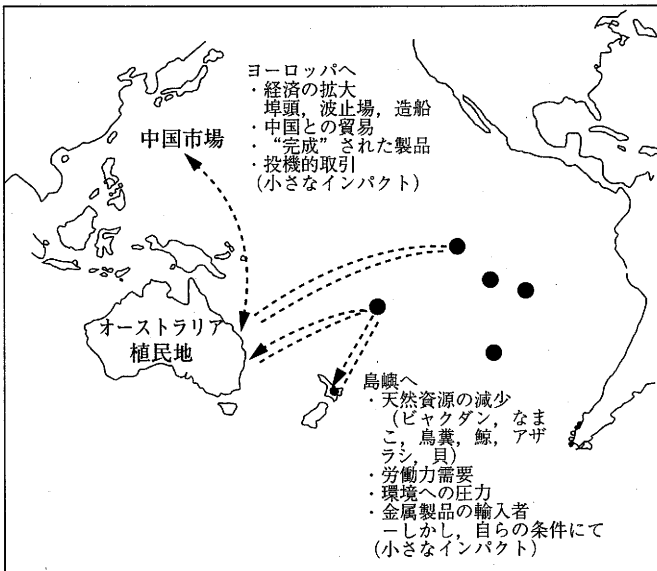 ヨーロッパへ
・経済の拡大
埠頭，波止場，造船
・中国との貿易
・“完成”された製品
・投機的取引
(小さなインパクト)
中国市場
オーストラリア
植民地
島嶼へ
・天然資源の減少
(ビャクダン，なま
こ，鳥糞，鯨，アザ
ラシ，貝)
・労働力需要
・環境への圧力
・金属製品の輸入者
－しかし，自らの条件にて
(小さなインパクト)